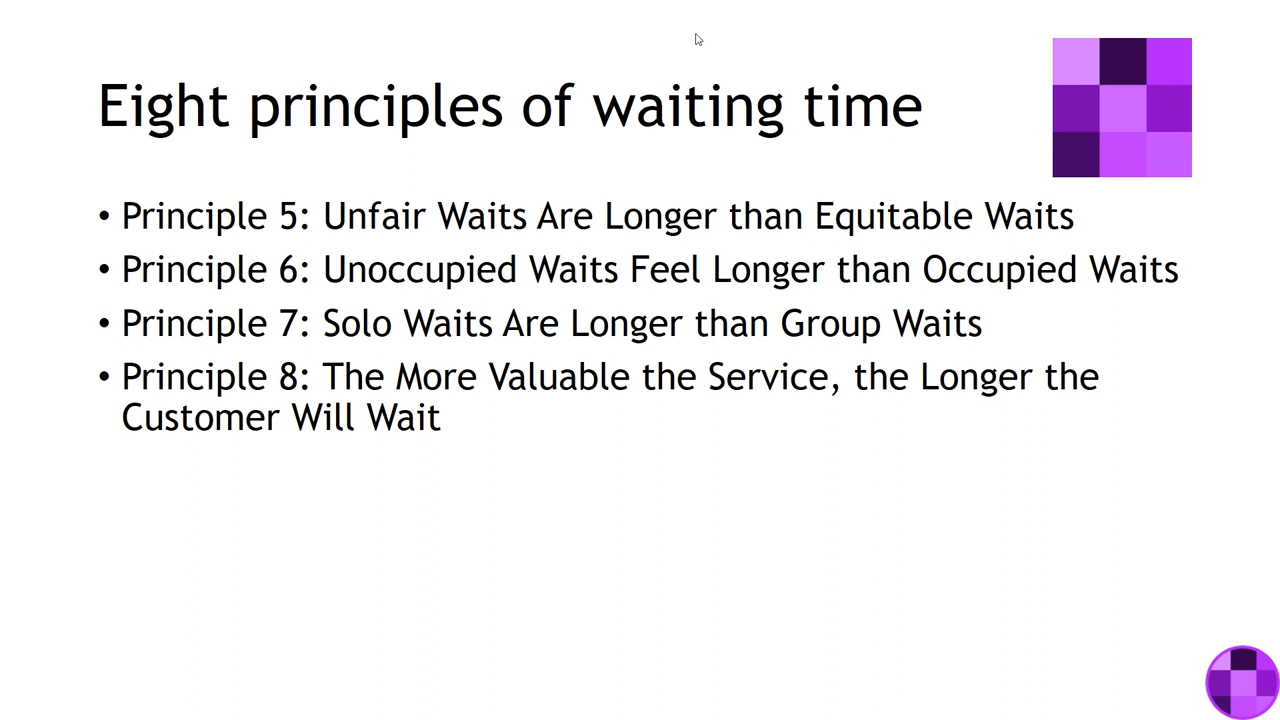 Eight principles of waiting time
• Principle 5: Unfair Waits Are Longer than Equitable Waits
• Principle 6: Unoccupied Waits Feel Longer than Occupied Waits
• Principle 7: Solo Waits Are Longer than Group Waits
• Principle 8: The More Valuable the Service, the Longer the
Customer Will Wait